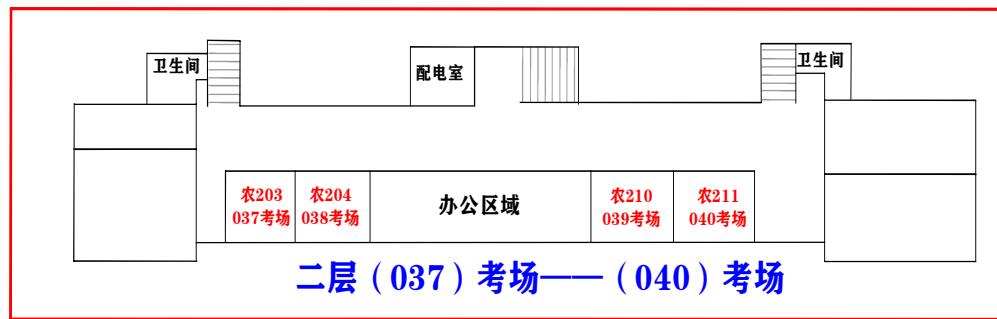 卫生间
配电室
卫生间
农203
037考场
农204
038考场
办公区域
农210
039考场
农211
040考场
二层（037）考场——（040）考场